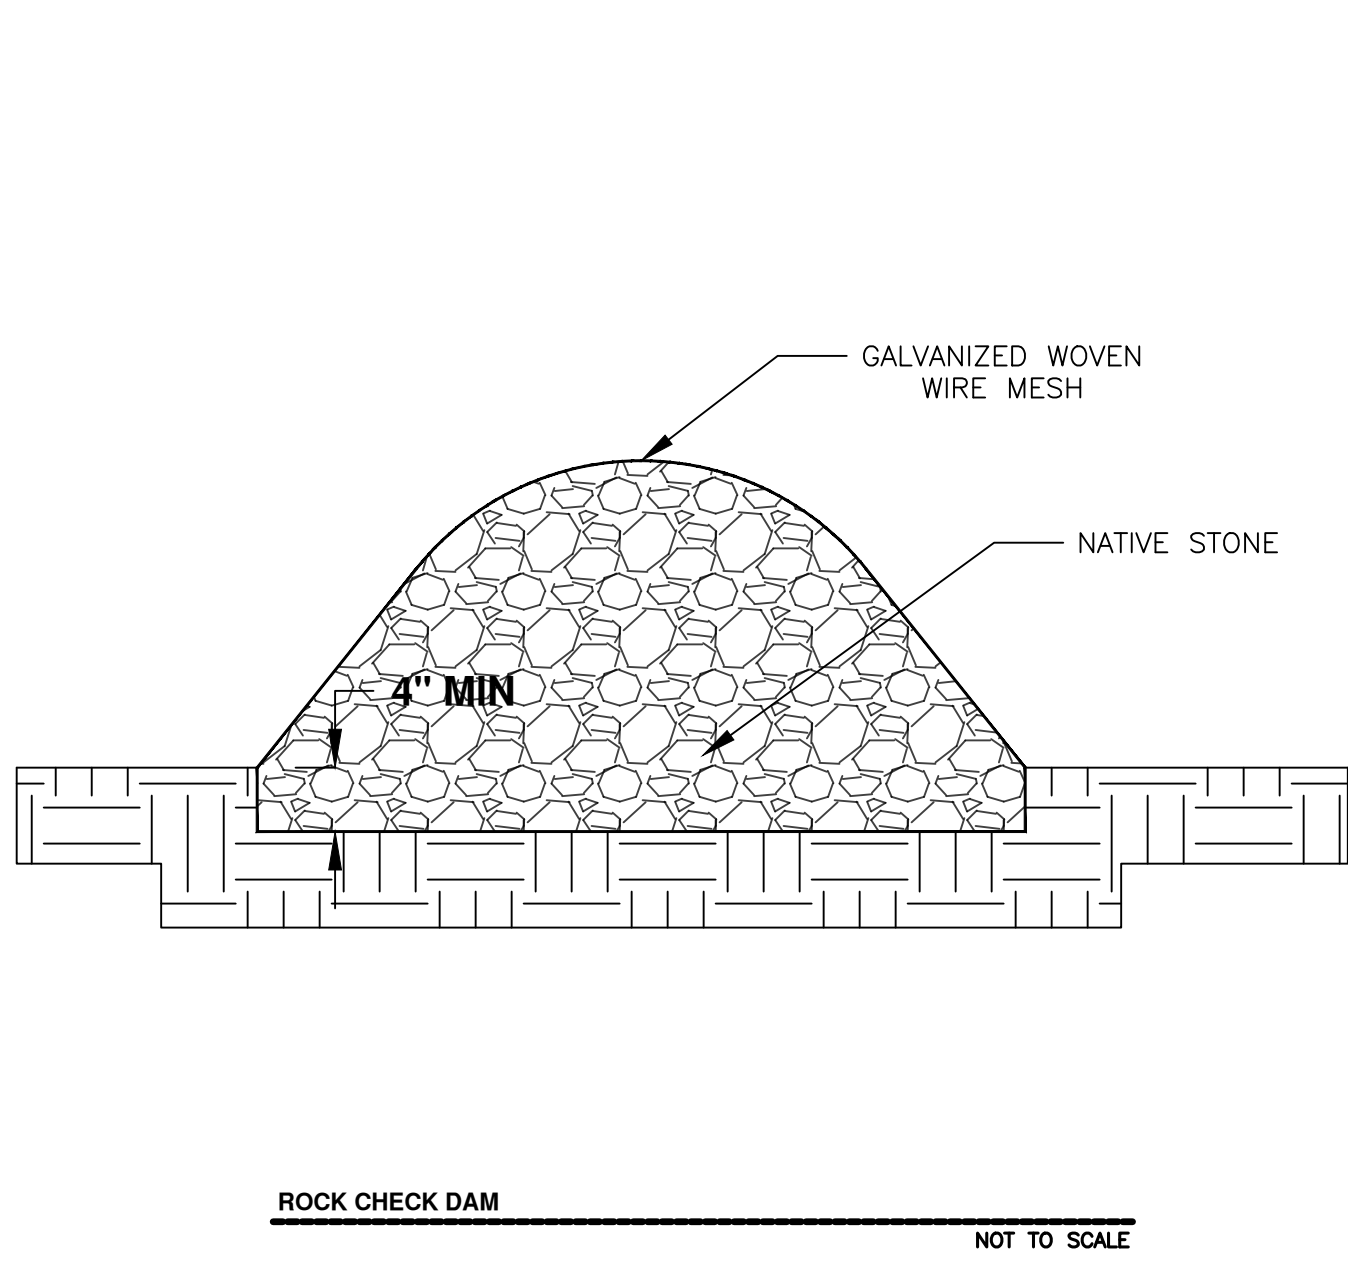 GALVANIZED WOVEN
WIRE MESH
NATIVE STONE
4" MIN
ROCK CHECK DAM
NOT TO SCALE